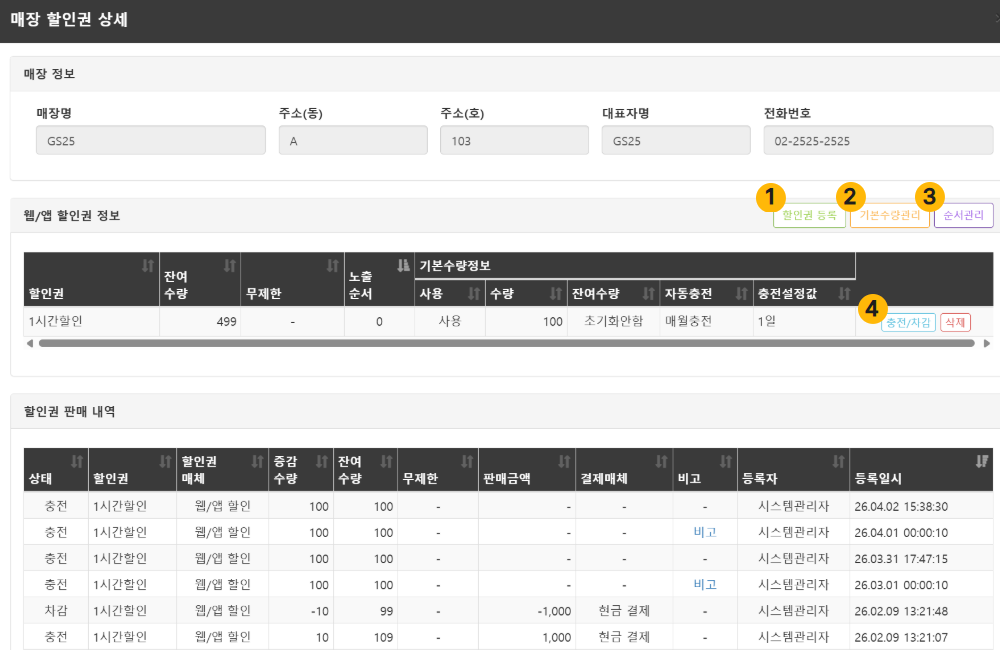 매장 할인권 상세
매장 정보
매장명 주소(동) 주소(호) 대표자명 전화번호
GS25 A 103 GS25 02-2525-2525
1 2 3
웹/앱 할인권 정보 할인권 등록 기본수량관리 순서관리
할인권 잔여 수량 무제한 노출 순서 기본수량정보
사용 수량 잔여수량 자동충전 충전설정값
4
1시간할인 499 - 0 사용 100 초기화안함 매월충전 1일 충전/차감 삭제
할인권 판매 내역
상태 할인권 할인권 매체 증감 수량 잔여 수량 무제한 판매금액 결제매체 비고 등록자 등록일시
충전 1시간할인 웹/앱 할인 100 100 - - - - 시스템관리자 26.04.02 15:38:30
충전 1시간할인 웹/앱 할인 100 100 - - - 비고 시스템관리자 26.04.01 00:00:10
충전 1시간할인 웹/앱 할인 100 100 - - - - 시스템관리자 26.03.31 17:47:15
충전 1시간할인 웹/앱 할인 100 100 - - - 비고 시스템관리자 26.03.01 00:00:10
차감 1시간할인 웹/앱 할인 -10 99 - -1,000 현금 결제 - 시스템관리자 26.02.09 13:21:48
충전 1시간할인 웹/앱 할인 10 109 - 1,000 현금 결제 - 시스템관리자 26.02.09 13:21:07